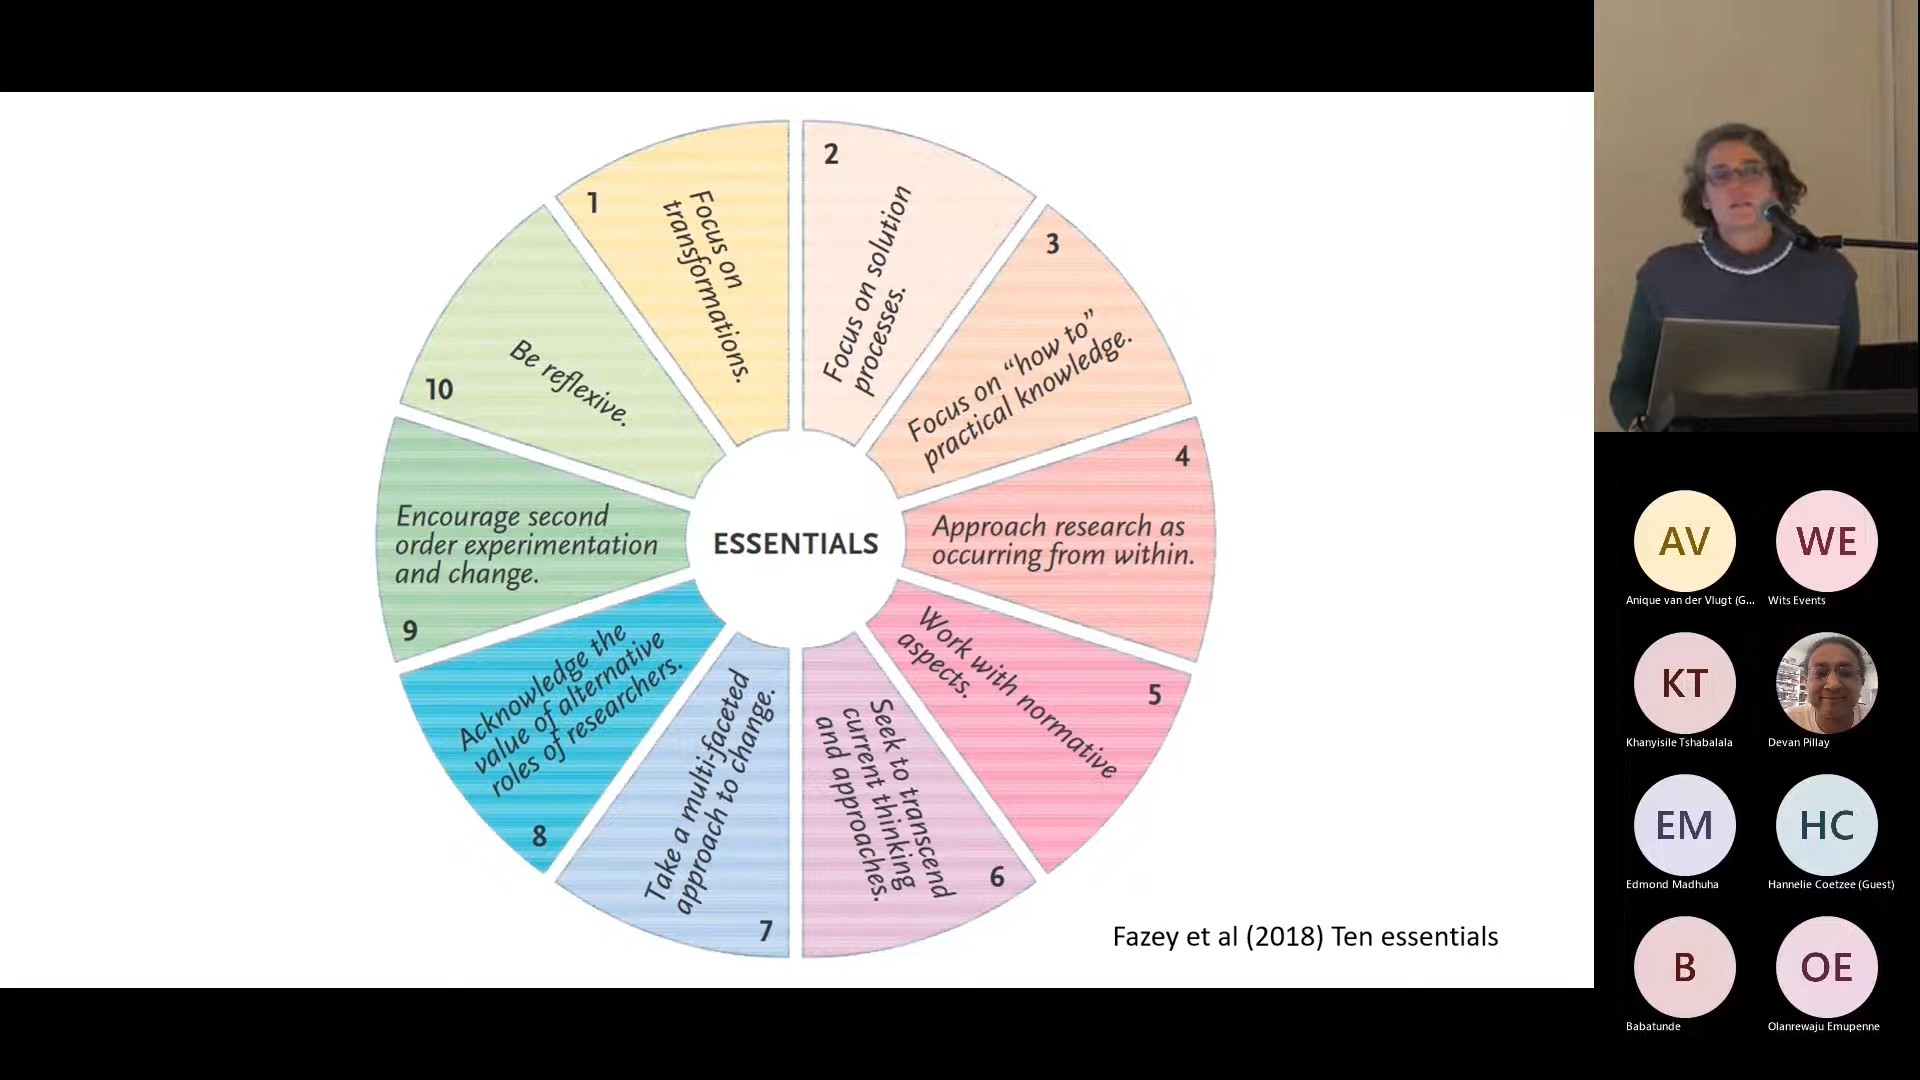 1
Focus on
transformations.
2
Focus on solution
processes.
3
Focus on “how to”
practical knowledge.
4
Approach research as
occurring from within.
5
Work with normative
aspects.
6
Seek to transcend
current thinking
and approaches.
7
Take a multi-faceted
approach to change.
8
Acknowledge the
value of alternative
roles of researchers.
9
Encourage second
order experimentation
and change.
10
Be reflexive.
ESSENTIALS
Fazey et al (2018) Ten essentials
AV
Anique van der Vlugt (G...
WE
Wits Events
KT
Khanyisile Tshabalala
Devan Pillay
EM
Edmond Madhuha
HC
Hannelie Coetzee (Guest)
B
Babatunde
OE
Olanrewaju Emupenne